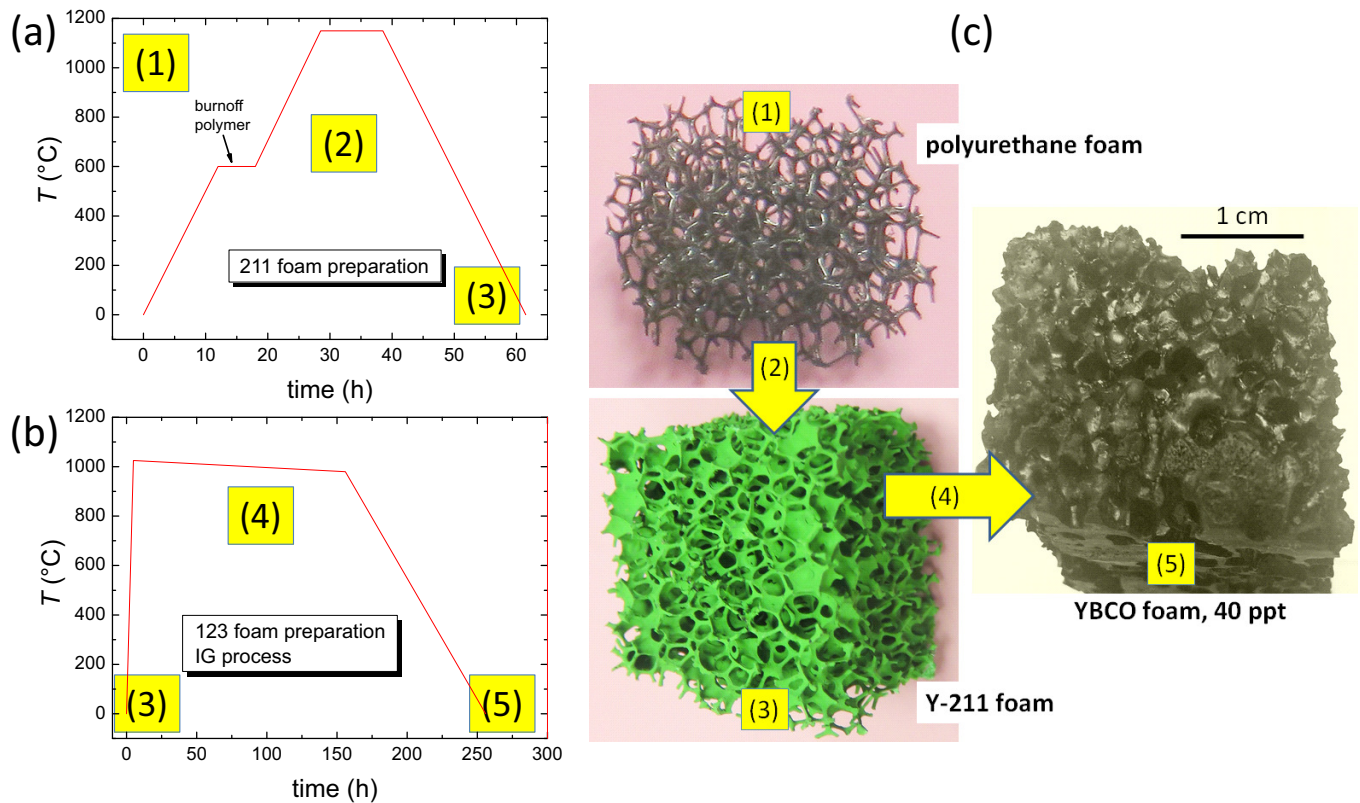 (a)
1200
1000
800
600
400
200
0
T (°C)
(1)
burnoff
polymer
(2)
211 foam preparation
(3)
0
10
20
30
40
50
60
time (h)
(b)
1200
1000
800
600
400
200
0
T (°C)
(4)
123 foam preparation
IG process
(3)
(5)
0
50
100
150
200
250
300
time (h)
(c)
(1)
polyurethane foam
(2)
(3)
Y-211 foam
(4)
1 cm
(5)
YBCO foam, 40 ppt